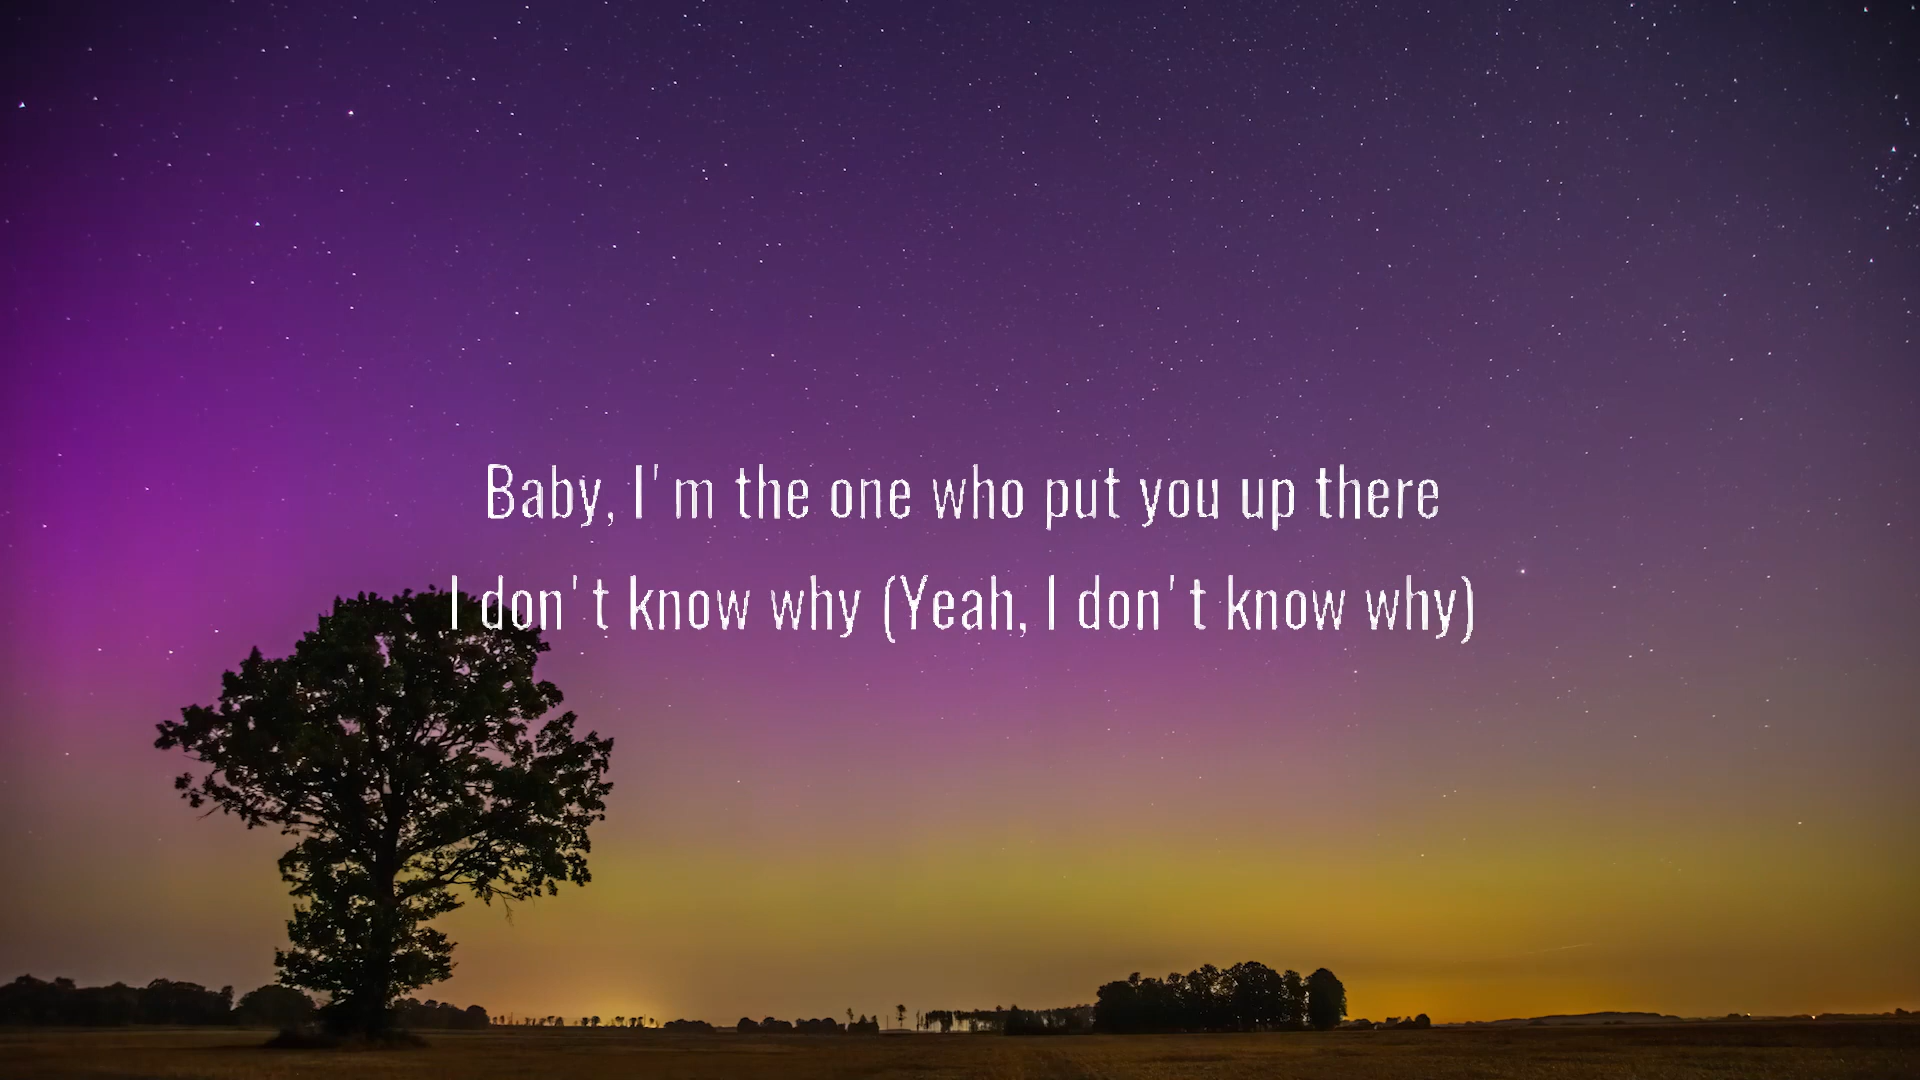 Baby, I'm the one who put you up there
I don't know why (Yeah, I don't know why)